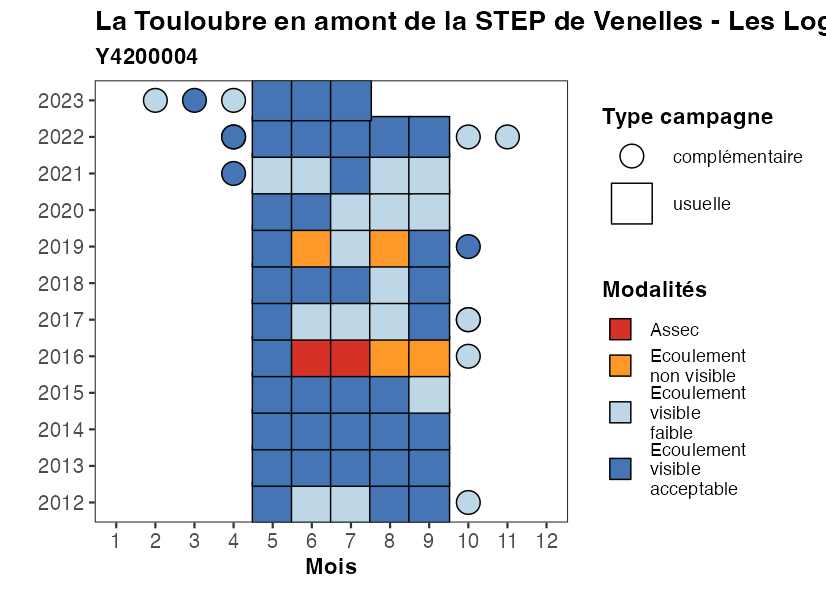 La Touloubre en amont de la STEP de Venelles - Les
Y4200004
2023
2022
2021
2020
2019
2018
2017
2016
2015
2014
2013
2012
1 2 3 4 5 6 7 8 9 10 11 12
Mois
Type campagne
complémentaire
usuelle
Modalités
Assec
Ecoulement
non visible
Ecoulement
visible
faible
Ecoulement
visible
acceptable